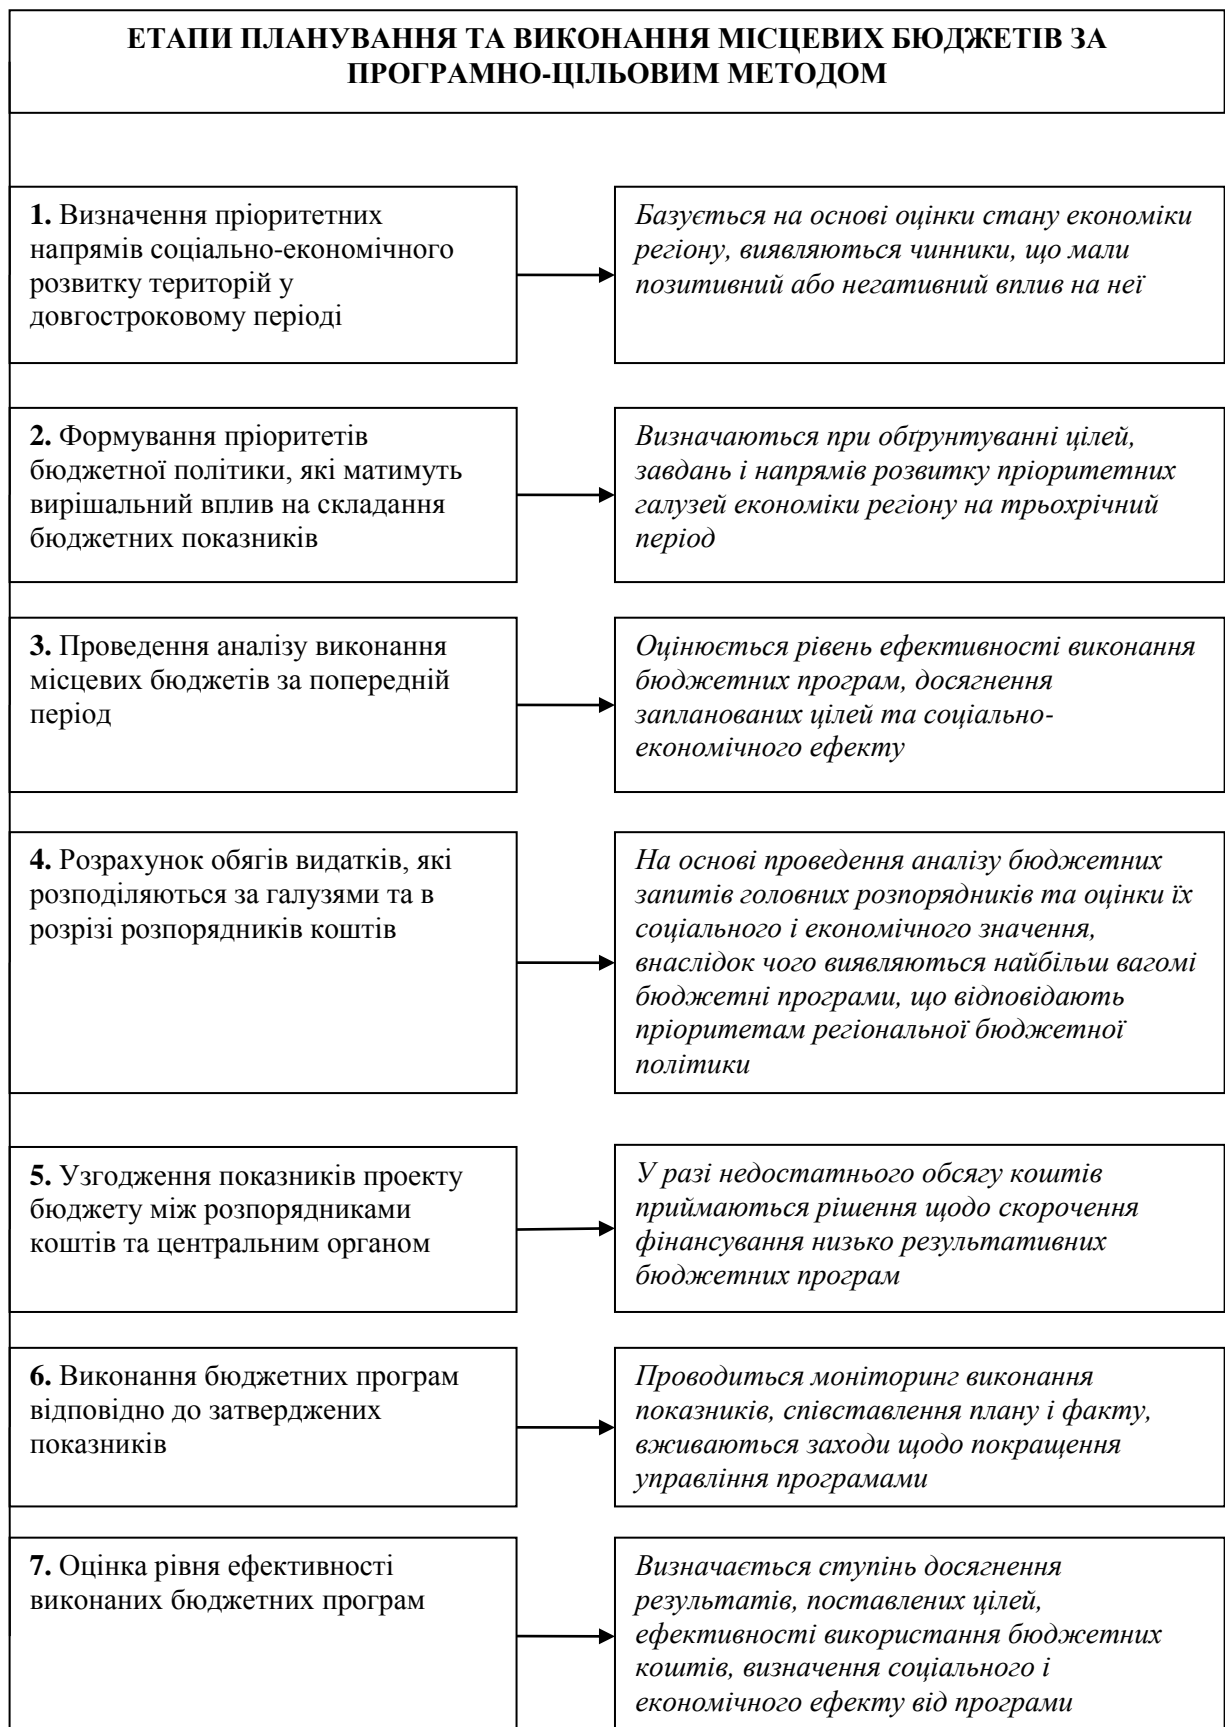 ЕТАПИ ПЛАНУВАННЯ ТА ВИКОНАННЯ МІСЦЕВИХ БЮДЖЕТІВ ЗА
ПРОГРАМНО-ЦІЛЬОВИМ МЕТОДОМ
1. Визначення пріоритетних
напрямів соціально-економічного
розвитку територій у
довгостроковому періоді
Базується на основі оцінки стану економіки
регіону, виявляються чинники, що мали
позитивний або негативний вплив на неї
2. Формування пріоритетів
бюджетної політики, які матимуть
вирішальний вплив на складання
бюджетних показників
Визначаються при обґрунтуванні цілей,
завдань і напрямів розвитку пріоритетних
галузей економіки регіону на трьохрічний
період
3. Проведення аналізу виконання
місцевих бюджетів за попередній
період
Оцінюється рівень ефективності виконання
бюджетних програм, досягнення
запланованих цілей та соціально-
економічного ефекту
4. Розрахунок обягів видатків, які
розподіляються за галузями та в
розрізі розпорядників коштів
На основі проведення аналізу бюджетних
запитів головних розпорядників та оцінки їх
соціального і економічного значення,
внаслідок чого виявляються найбільш вагомі
бюджетні програми, що відповідають
пріоритетам регіональної бюджетної
політики
5. Узгодження показників проекту
бюджету між розпорядниками
коштів та центральним органом
У разі недостатнього обсягу коштів
приймаються рішення щодо скорочення
фінансування низько результативних
бюджетних програм
6. Виконання бюджетних програм
відповідно до затверджених
показників
Проводиться моніторинг виконання
показників, співставлення плану і факту,
вживаються заходи щодо покращення
управління програмами
7. Оцінка рівня ефективності
виконаних бюджетних програм
Визначається ступінь досягнення
результатів, поставлених цілей,
ефективності використання бюджетних
коштів, визначення соціального і
економічного ефекту від програми